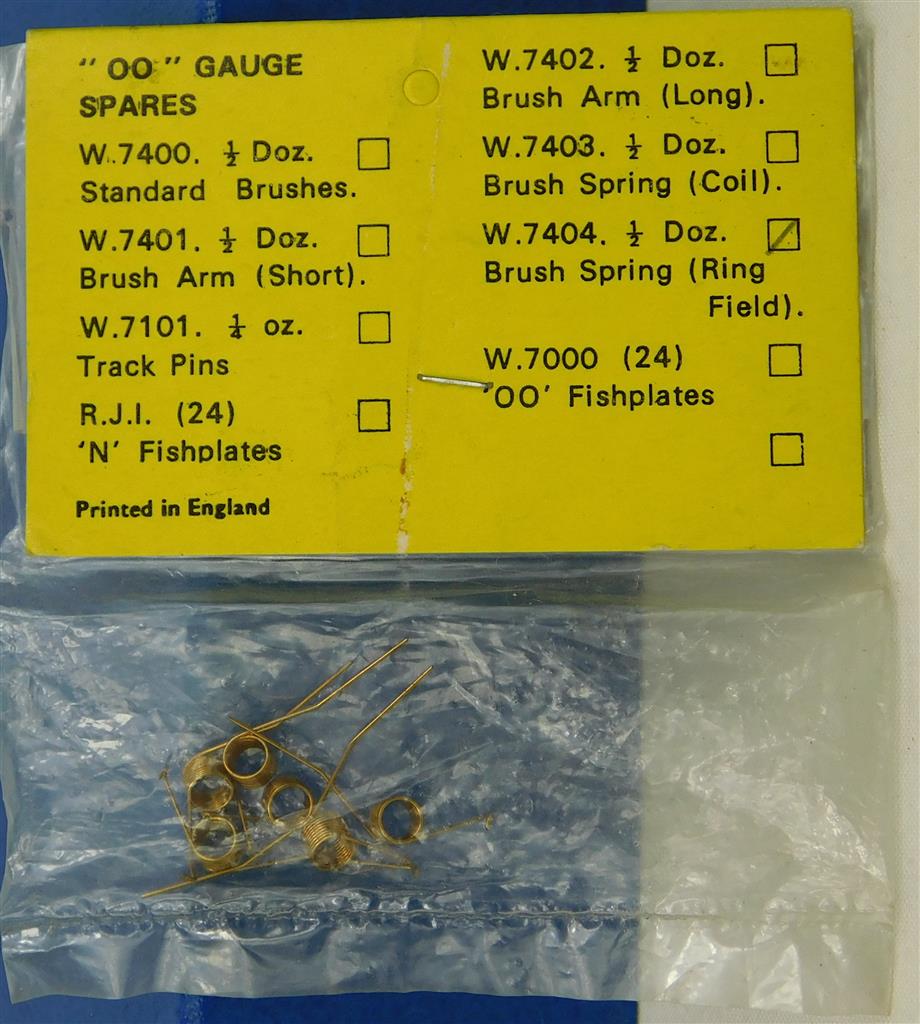 “ OO ” GAUGE
SPARES
W.7400. ½ Doz.
Standard Brushes.
W.7401. ½ Doz.
Brush Arm (Short).
W.7101. ¼ oz.
Track Pins
R.J.I. (24)
‘N’ Fishplates
Printed in England
W.7402. ½ Doz.
Brush Arm (Long).
W.7403. ½ Doz.
Brush Spring (Coil).
W.7404. ½ Doz.
Brush Spring (Ring
Field).
W.7000 (24)
‘OO’ Fishplates